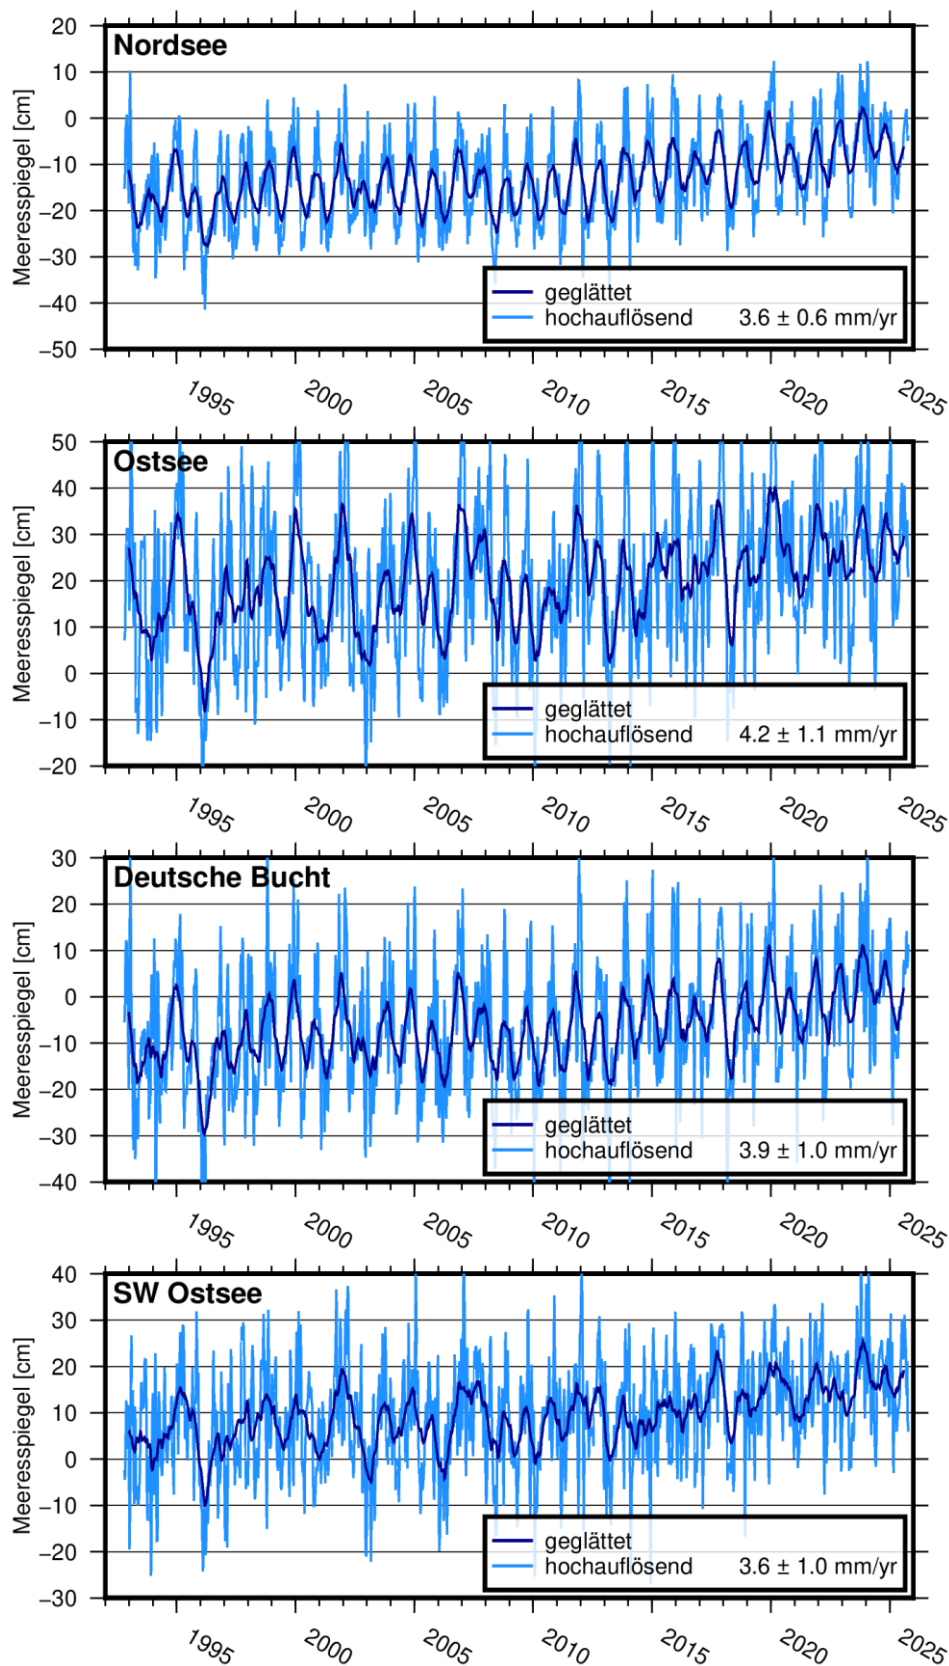 Nordsee
Meeresspiegel [cm]
20
10
0
−10
−20
−30
−40
−50
geglättet
hochauflösend 3.6 ± 0.6 mm/yr
1995 2000 2005 2010 2015 2020 2025
Ostsee
Meeresspiegel [cm]
50
40
30
20
10
0
−10
−20
geglättet
hochauflösend 4.2 ± 1.1 mm/yr
1995 2000 2005 2010 2015 2020 2025
Deutsche Bucht
Meeresspiegel [cm]
30
20
10
0
−10
−20
−30
−40
geglättet
hochauflösend 3.9 ± 1.0 mm/yr
1995 2000 2005 2010 2015 2020 2025
SW Ostsee
Meeresspiegel [cm]
40
30
20
10
0
−10
−20
−30
geglättet
hochauflösend 3.6 ± 1.0 mm/yr
1995 2000 2005 2010 2015 2020 2025